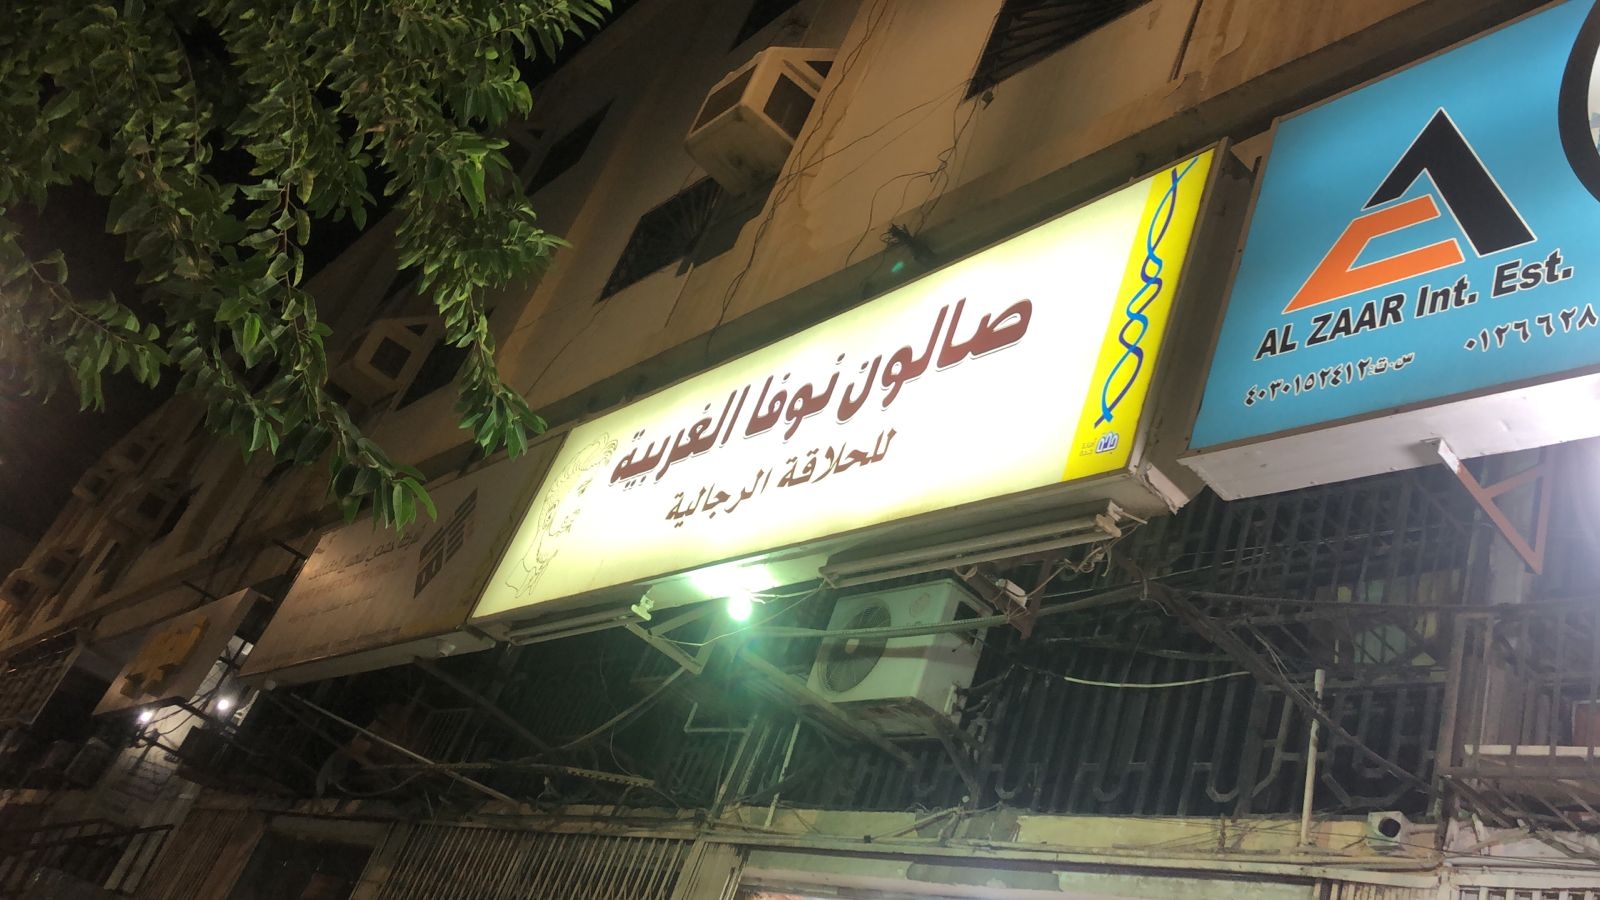 صالون نوفا الغربية
للحلاقة الرجالية
AL ZAAR Int. Est.
س.ت:٤٠٣٠١٥٢٤١٢
٠١٢٦٦٢٨